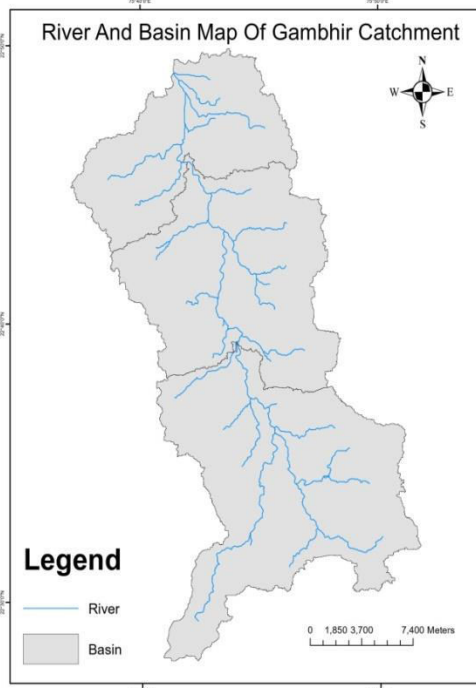 River And Basin Map Of Gambhir Catchment
N
W E
S
Legend
River
Basin
0 1,850 3,700 7,400 Meters